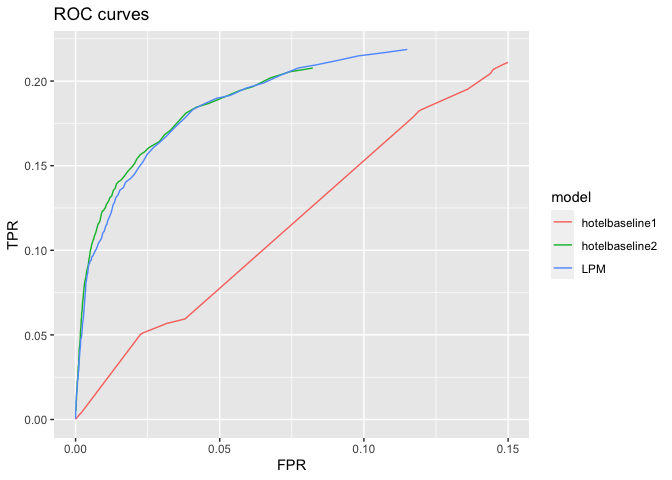 ROC curves
TPR
0.20
0.15
0.10
0.05
0.00
0.00 0.05 0.10 0.15
FPR
model
hotelbaseline1
hotelbaseline2
LPM